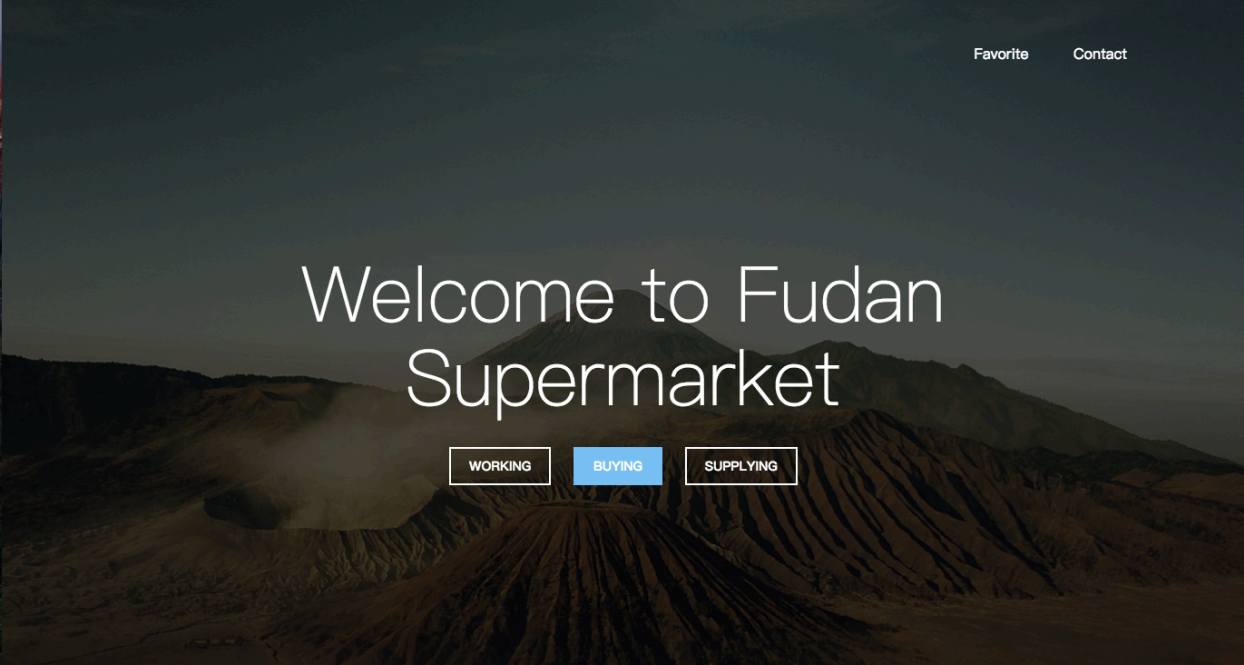 Favorite Contact
Welcome to Fudan
Supermarket
WORKING BUYING SUPPLYING